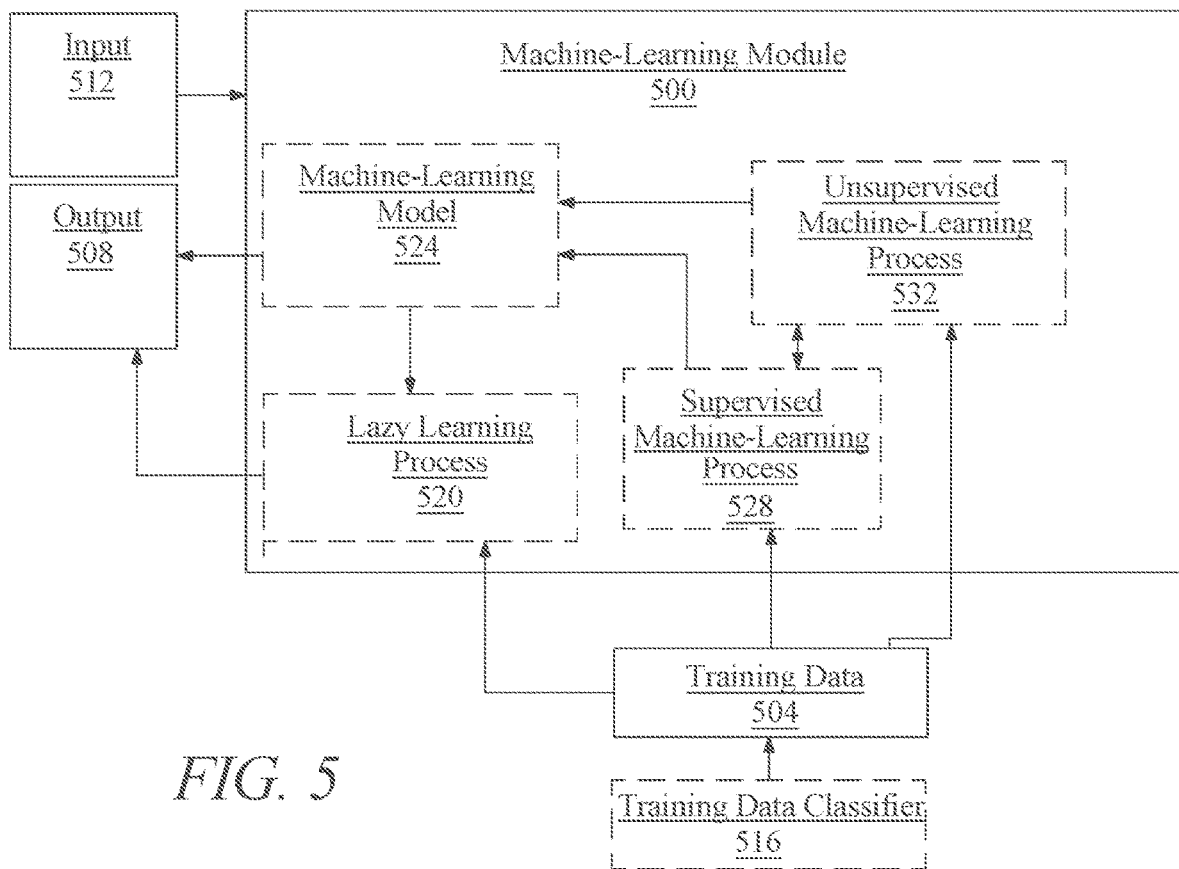 Input
512
Machine-Learning Module
500
Output
508
Machine-Learning
Model
524
Unsupervised
Machine-Learning
Process
532
Lazy Learning
Process
520
Supervised
Machine-Learning
Process
528
Training Data
504
Training Data Classifier
516
FIG. 5